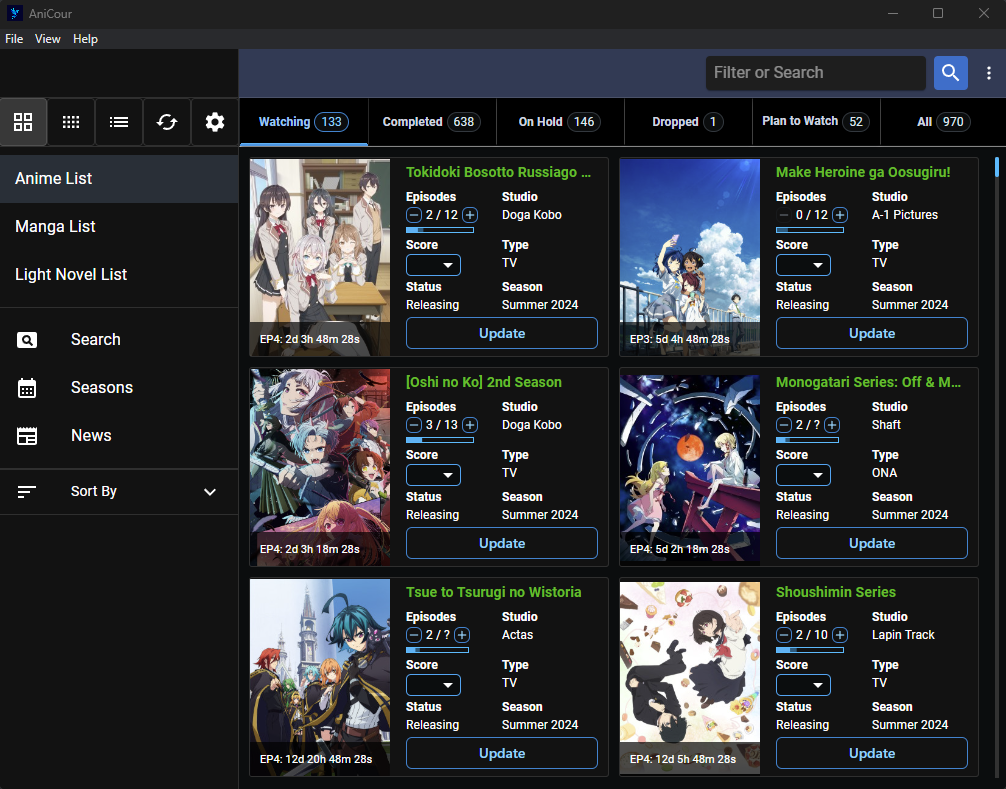 AniCour
File View Help
Filter or Search
Watching 133 Completed 638 On Hold 146 Dropped 1 Plan to Watch 52 All 970
Anime List
Manga List
Light Novel List
Search
Seasons
News
Sort By
Tokidoki Bosotto Russiago ...
Episodes Studio
2 / 12 Doga Kobo
Score Type
TV
Status Season
Releasing Summer 2024
EP4: 2d 3h 48m 28s
Update
Make Heroine ga Oosugiru!
Episodes Studio
0 / 12 A-1 Pictures
Score Type
TV
Status Season
Releasing Summer 2024
EP3: 5d 4h 48m 28s
Update
[Oshi no Ko] 2nd Season
Episodes Studio
3 / 13 Doga Kobo
Score Type
TV
Status Season
Releasing Summer 2024
EP4: 2d 3h 18m 28s
Update
Monogatari Series: Off & M...
Episodes Studio
2 / ? Shaft
Score Type
ONA
Status Season
Releasing Summer 2024
EP4: 5d 2h 18m 28s
Update
Tsue to Tsurugi no Wistoria
Episodes Studio
2 / ? Actas
Score Type
TV
Status Season
Releasing Summer 2024
EP4: 12d 20h 48m 28s
Update
Shoushimin Series
Episodes Studio
2 / 10 Lapin Track
Score Type
TV
Status Season
Releasing Summer 2024
EP4: 12d 5h 48m 28s
Update